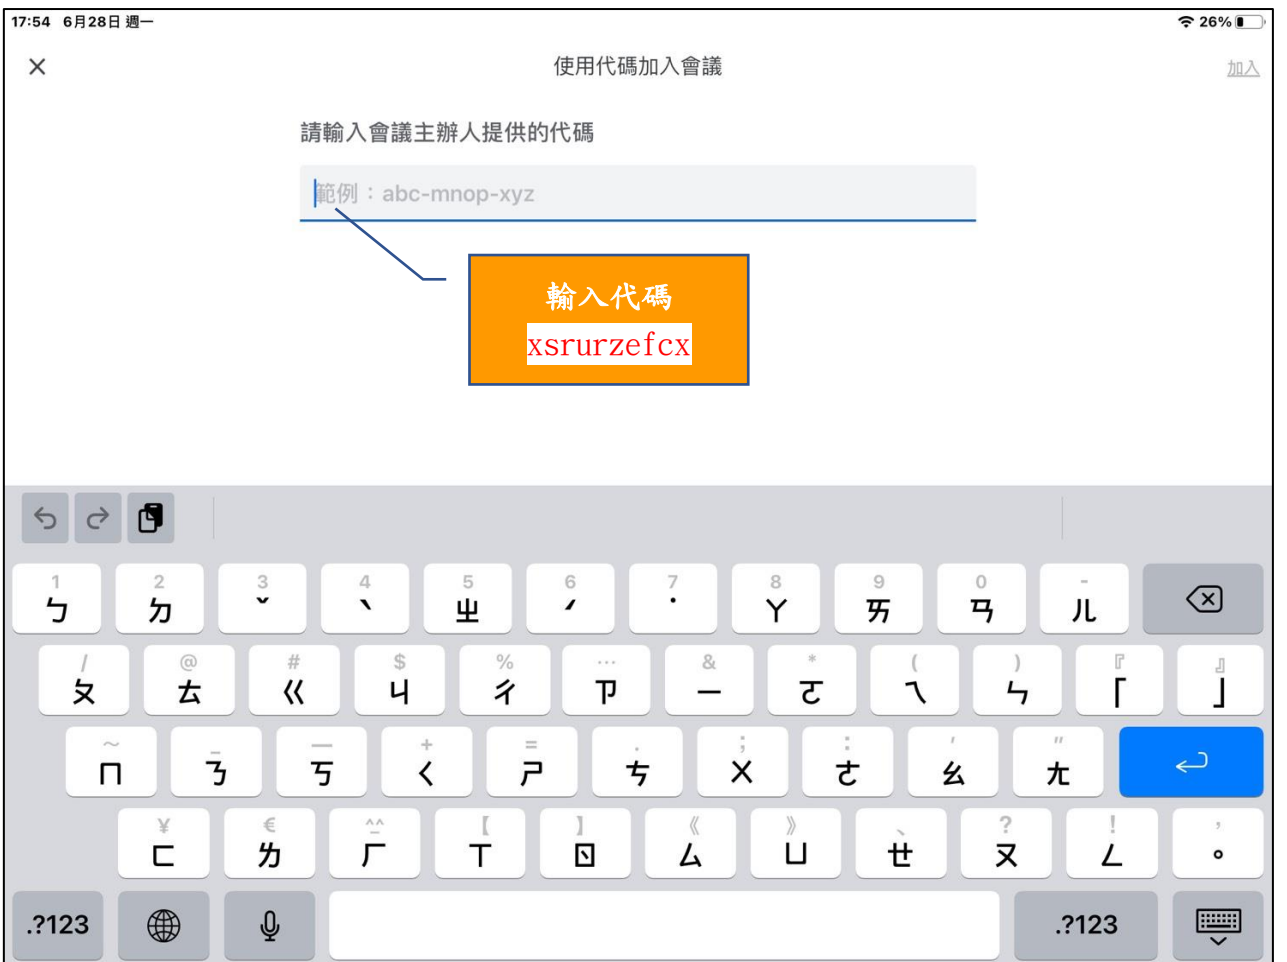 17:54 6月28日 週一
26%
使用代碼加入會議
加入
請輸入會議主辦人提供的代碼
範例：abc-mnop-xyz
輸入代碼
xsrurzefcx
1 2 3 4 5 6 7 8 9 0 -
ㄅ ㄉ ˇ ˋ ㄓ ˊ ˙ ㄚ ㄞ ㄢ ㄦ
/ @ # $ % … & * ( ) 『 』
ㄆ ㄊ ㄍ ㄐ ㄔ ㄗ ㄧ ㄛ ㄟ ㄣ 「 」
～ _ — + = . ; : ' "
ㄇ ㄋ ㄎ ㄑ ㄕ ㄘ ㄨ ㄜ ㄠ ㄤ
¥ € ^_^ 【 】 《 》 、 ? ! ，
ㄈ ㄌ ㄏ ㄒ ㄖ ㄙ ㄩ ㄝ ㄡ ㄥ 。
.?123 .?123